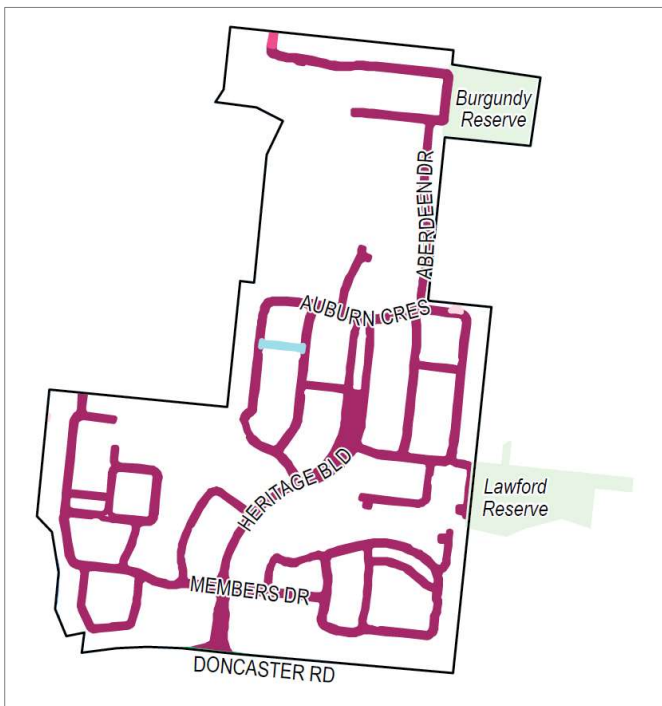 Burgundy
Reserve
ABERDEEN DR
AUBURN CRES
HERITAGE BLD
Lawford
Reserve
MEMBERS DR
DONCASTER RD